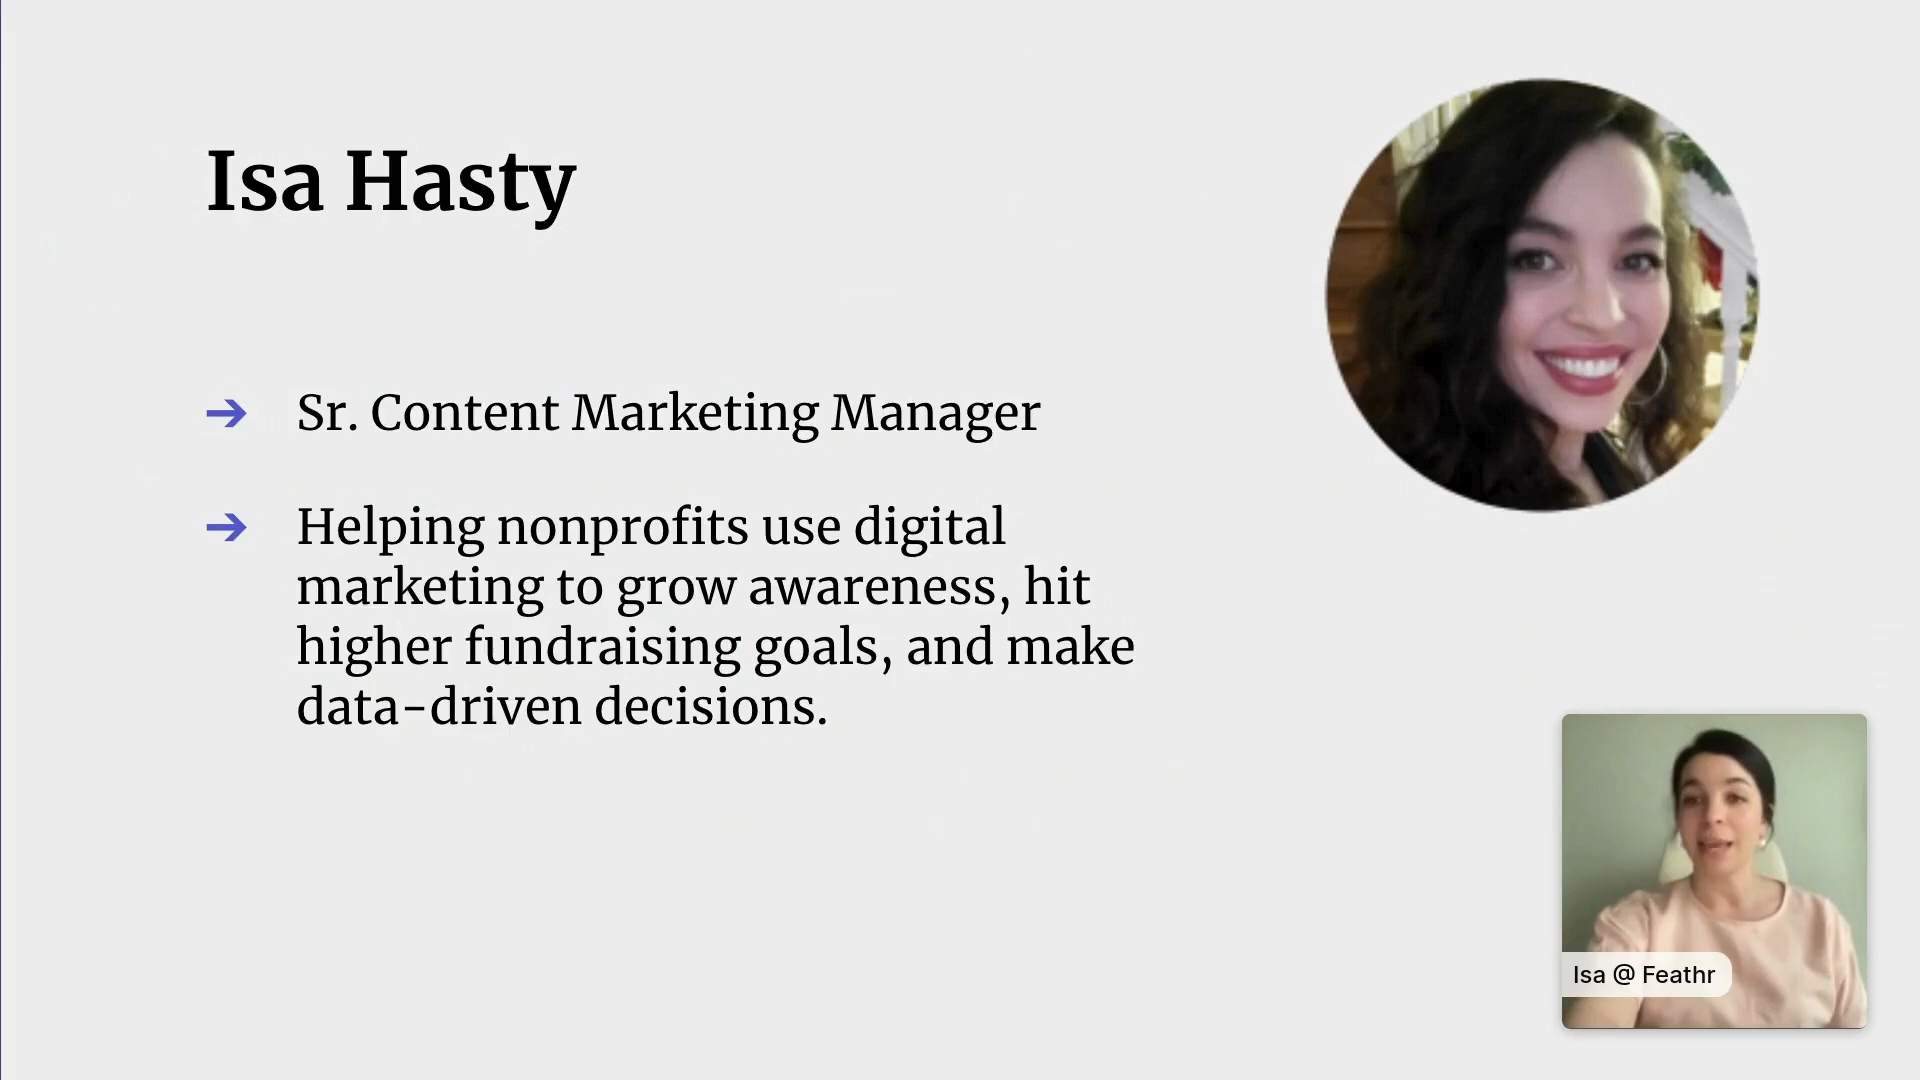 Isa Hasty
➔ Sr. Content Marketing Manager
➔ Helping nonprofits use digital
marketing to grow awareness, hit
higher fundraising goals, and make
data-driven decisions.
Isa @ Feathr